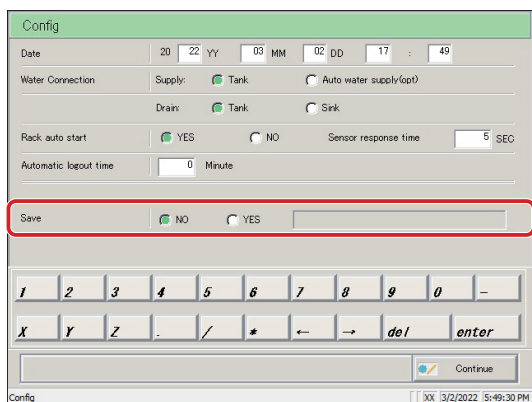 Config
Date 20 22 YY 03 MM 02 DD 17 : 49
Water Connection Supply: Tank Auto water supply(opt)
Drain: Tank Sink
Rack auto start YES NO Sensor response time 5 SEC
Automatic logout time 0 Minute
Save NO YES
1 2 3 4 5 6 7 8 9 0 -
X Y Z . / * ← → del enter
Continue
Config XX 3/2/2022 5:49:30 PM